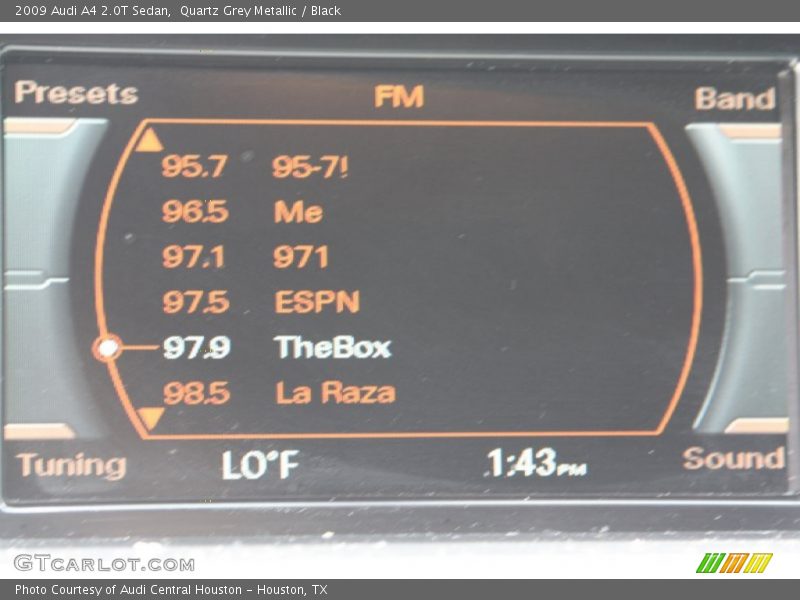 2009 Audi A4 2.0T Sedan,  Quartz Grey Metallic / Black
Presets FM Band
95.7 95-7!
96.5 Me
97.1 971
97.5 ESPN
97.9 TheBox
98.5 La Raza
Tuning LO°F 1:43PM Sound
GTCARLOT.COM
Photo Courtesy of Audi Central Houston - Houston, TX